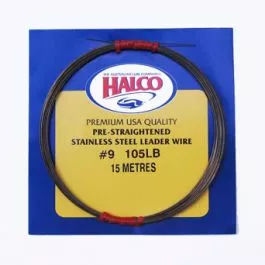 THE AUSTRALIAN LURE COMPANY
HALCO
PREMIUM USA QUALITY
PRE-STRAIGHTENED
STAINLESS STEEL LEADER WIRE
#9 105LB
15 METRES